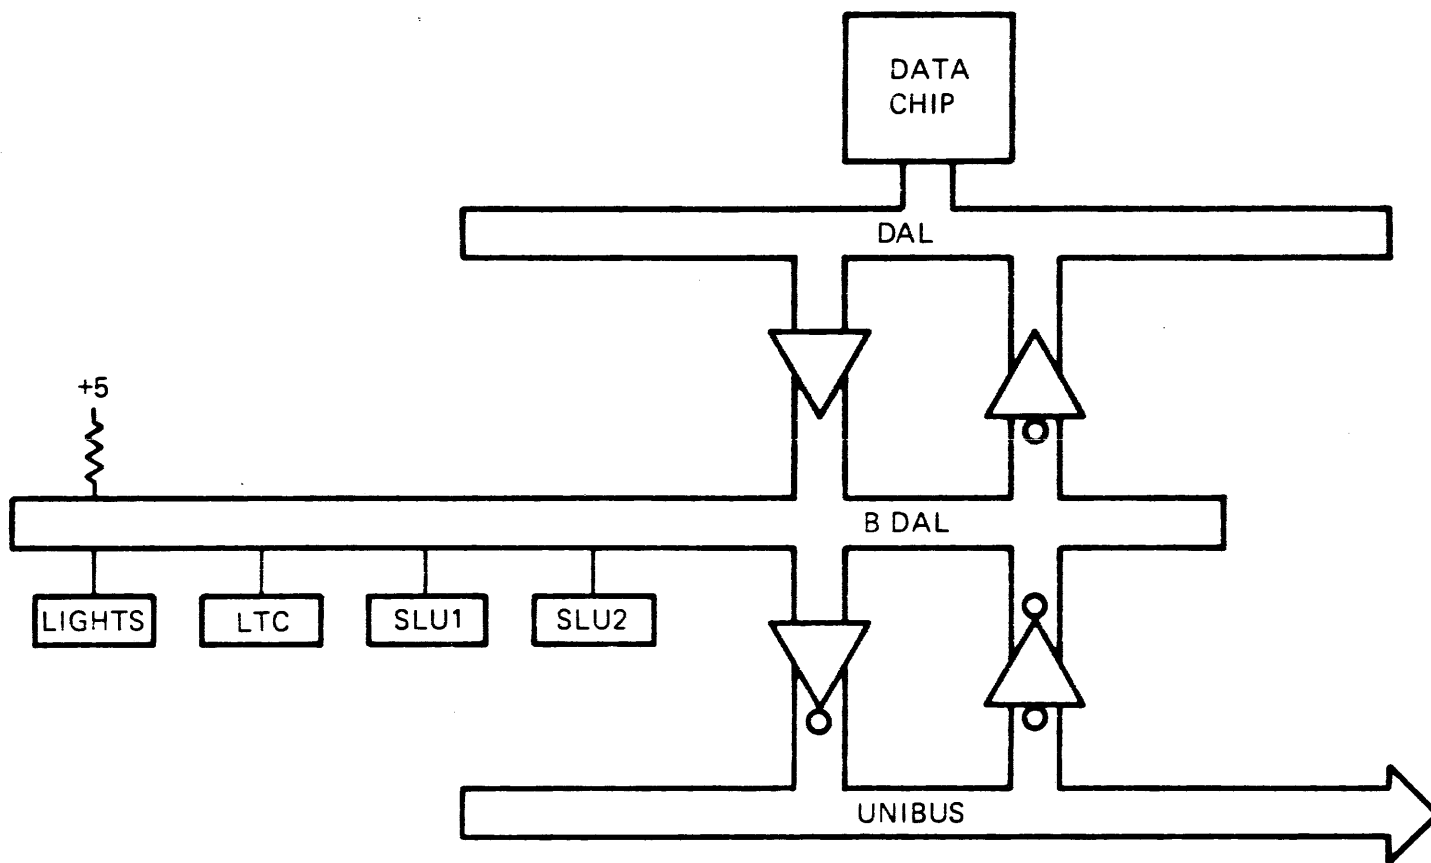 DATA
CHIP
DAL
+5
B DAL
LIGHTS
LTC
SLU1
SLU2
UNIBUS